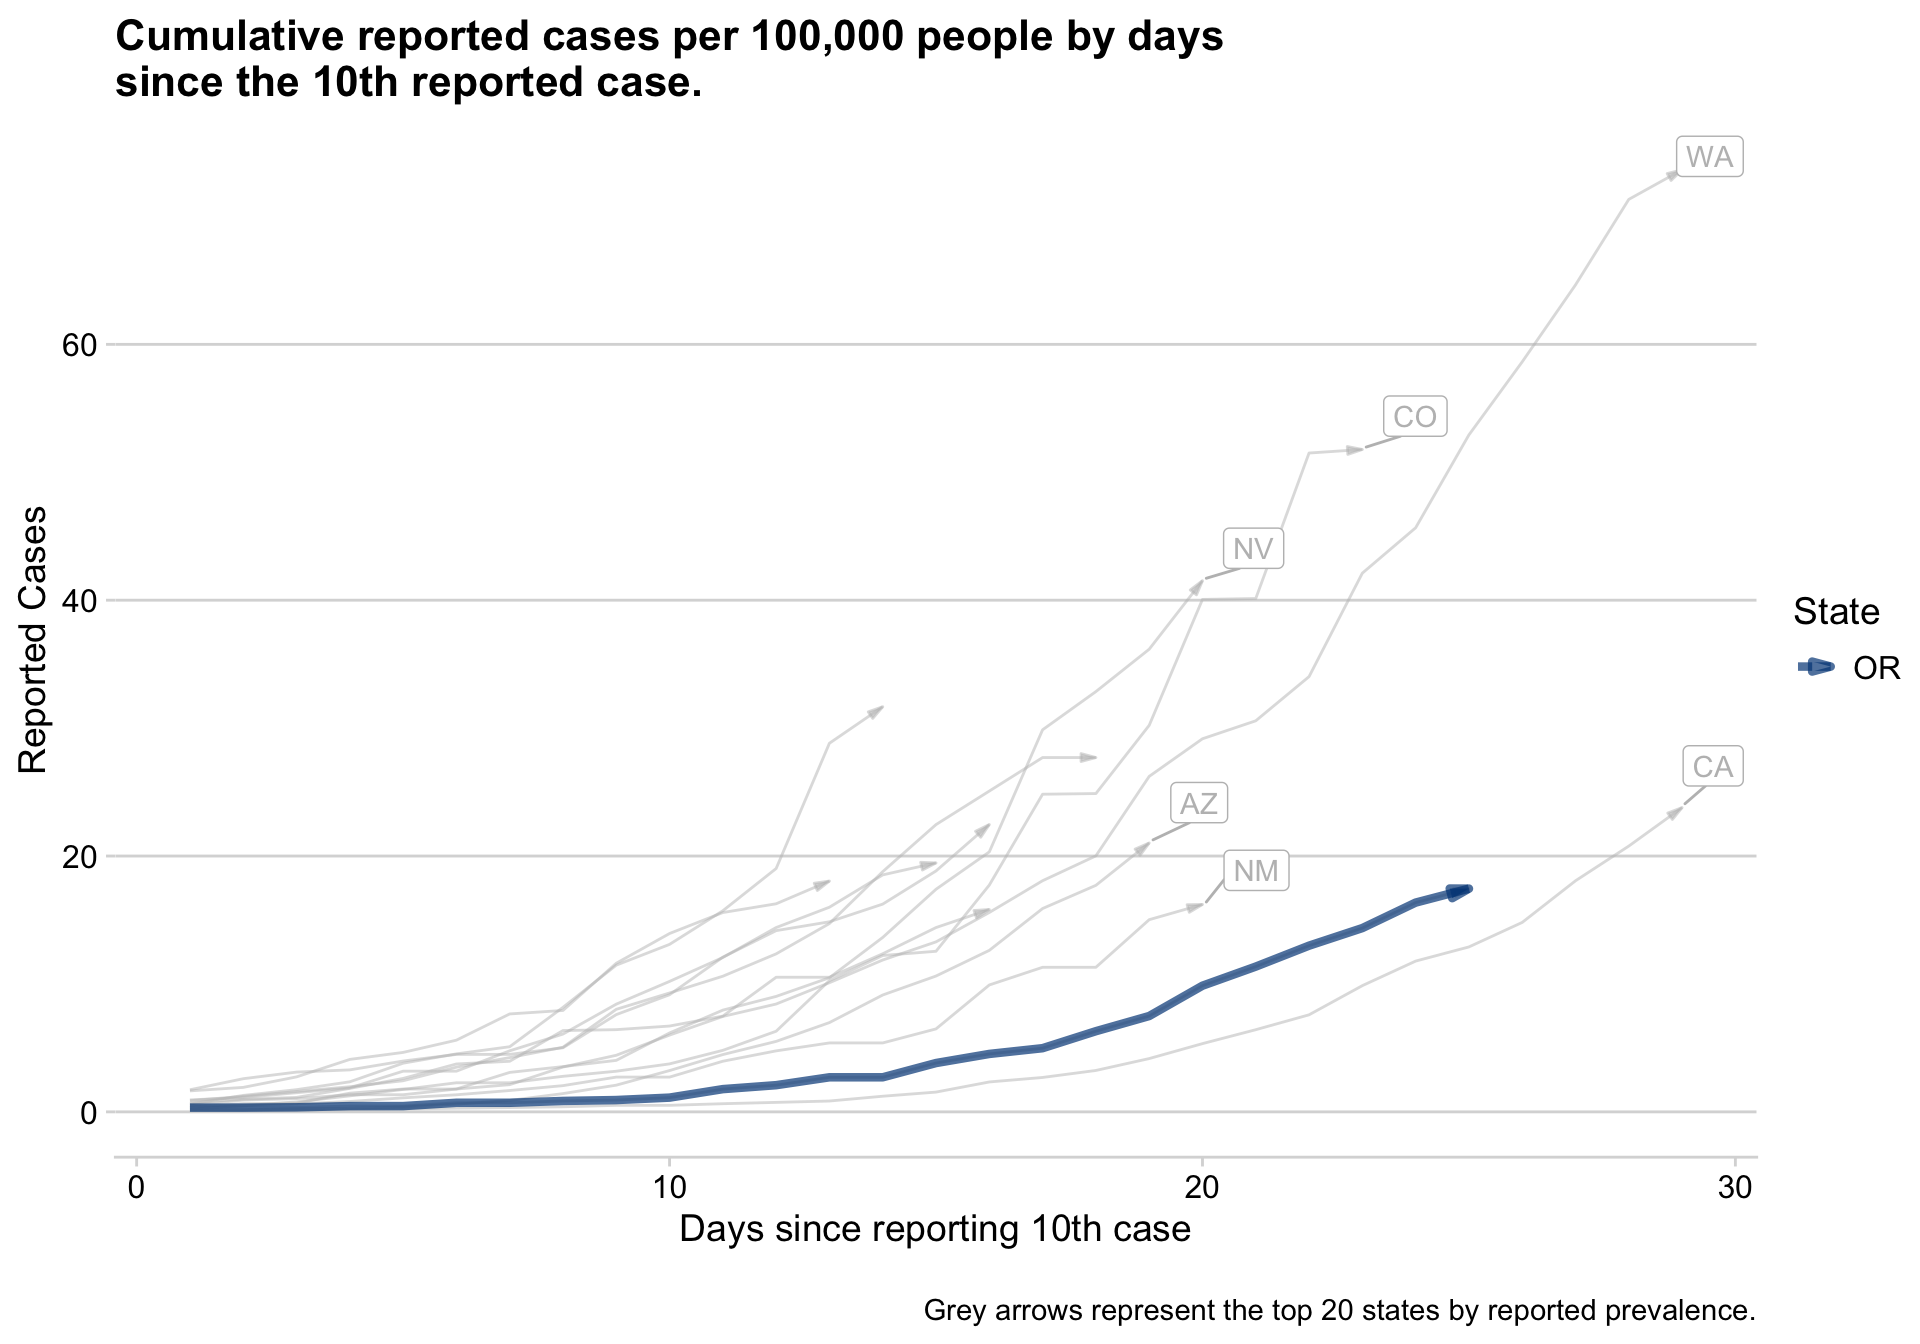 Cumulative reported cases per 100,000 people by days
since the 10th reported case.
WA
CO
NV
AZ
NM
CA
60
40
20
0
Reported Cases
State
OR
0 10 20 30
Days since reporting 10th case
Grey arrows represent the top 20 states by reported prevalence.